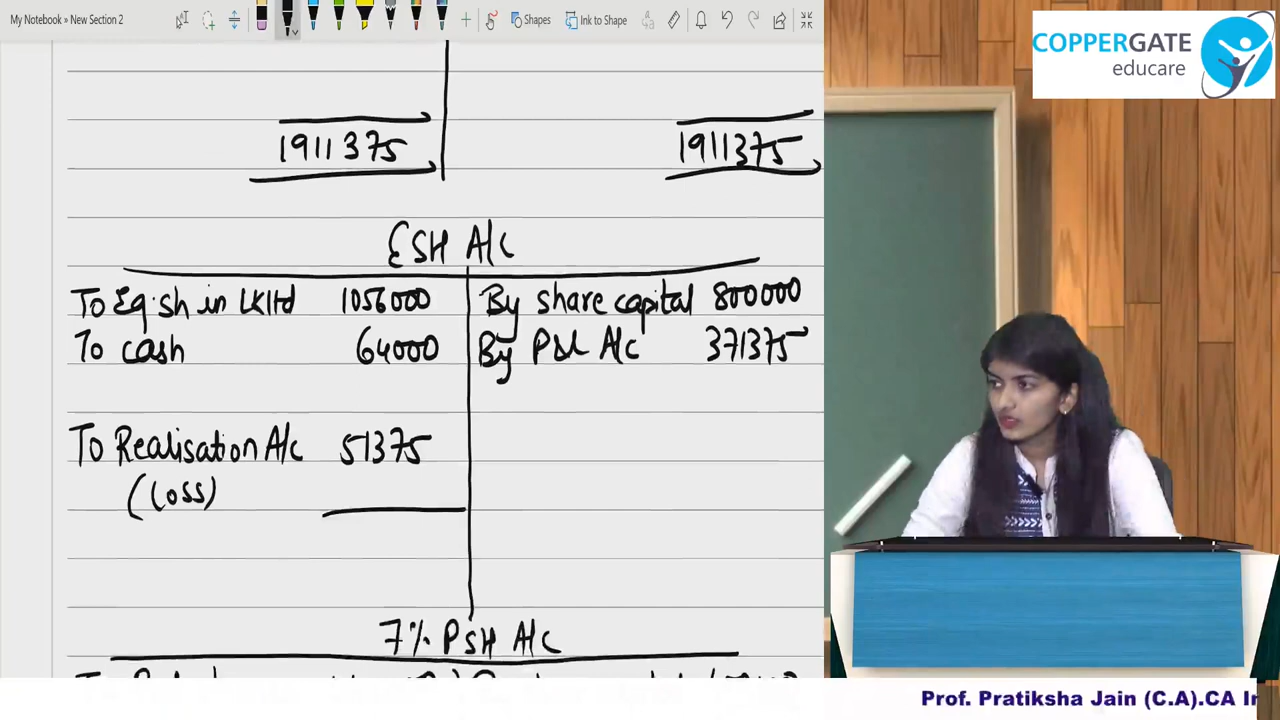 My Notebook » New Section 2
Shapes
Ink to Shape
COPPERGATE
educare
1911375 1911375
ESH A/C
To Eq.sh in LKltd 1056000 By share capital 800000
To cash 64000 By P&L A/C 371375
To Realisation A/c 51375
(Loss)
7% PSH A/C
Prof. Pratiksha Jain (C.A).CA In